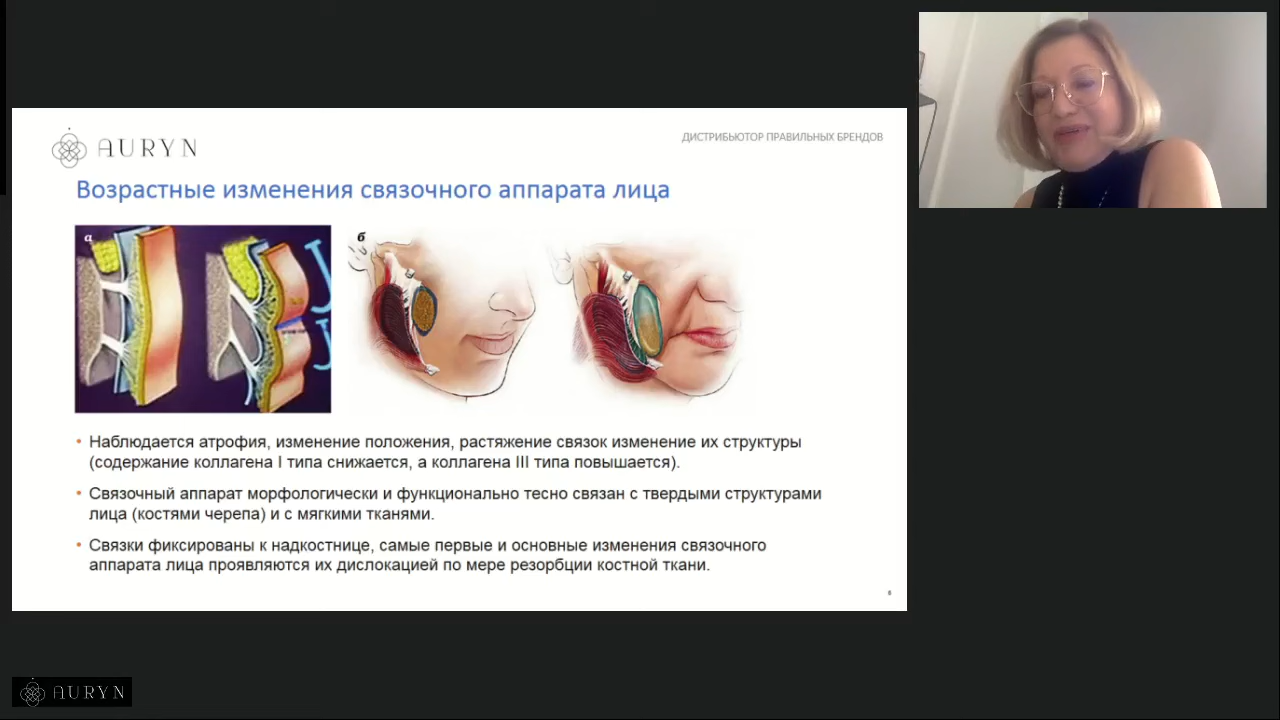 AURYN
ДИСТРИБЬЮТОР ПРАВИЛЬНЫХ БРЕНДОВ
Возрастные изменения связочного аппарата лица
а
б
• Наблюдается атрофия, изменение положения, растяжение связок изменение их структуры
(содержание коллагена I типа снижается, а коллагена III типа повышается).
• Связочный аппарат морфологически и функционально тесно связан с твердыми структурами
лица (костями черепа) и с мягкими тканями.
• Связки фиксированы к надкостнице, самые первые и основные изменения связочного
аппарата лица проявляются их дислокацией по мере резорбции костной ткани.
AURYN